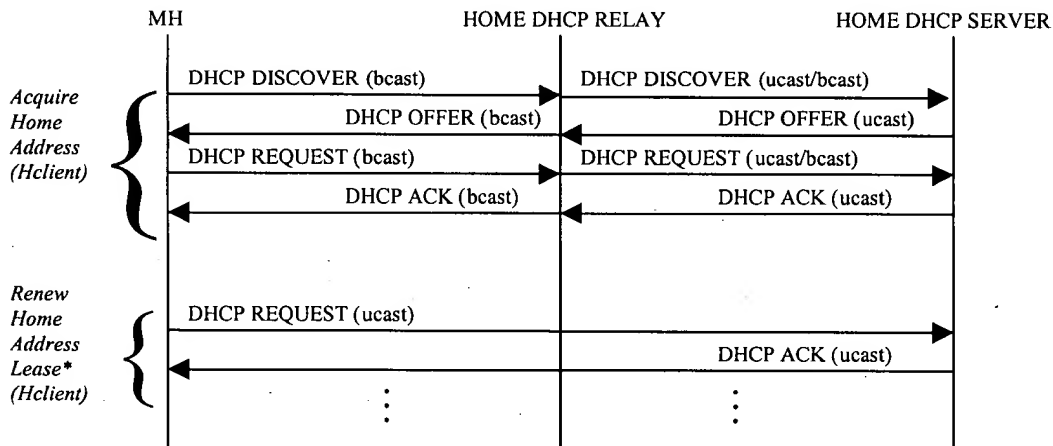 MH HOME DHCP RELAY HOME DHCP SERVER
DHCP DISCOVER (bcast) DHCP DISCOVER (ucast/bcast)
DHCP OFFER (bcast) DHCP OFFER (ucast)
DHCP REQUEST (bcast) DHCP REQUEST (ucast/bcast)
DHCP ACK (bcast) DHCP ACK (ucast)
Acquire
Home
Address
(Hclient)
DHCP REQUEST (ucast)
DHCP ACK (ucast)
Renew
Home
Address
Lease*
(Hclient)